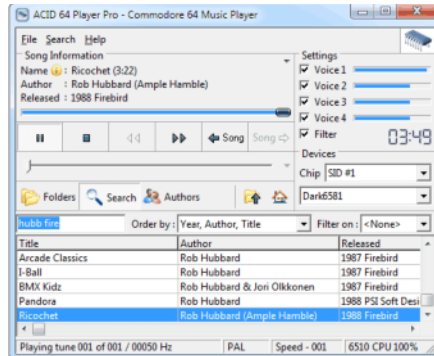 ACID 64 Player Pro - Commodore 64 Music Player
File Search Help
Song Information
Name : Ricochet (3:22)
Author : Rob Hubbard (Ample Hamble)
Released : 1988 Firebird
Settings
Voice 1
Voice 2
Voice 3
Voice 4
Filter
03:49
Song Song
Devices
Chip SID #1
Dark6581
Folders Search Authors
hubb fire Order by : Year, Author, Title Filter on : <None>
Title Author Released
Arcade Classics Rob Hubbard 1987 Firebird
I-Ball Rob Hubbard 1987 Firebird
BMX Kidz Rob Hubbard & Jori Olkkonen 1987 Firebird
Pandora Rob Hubbard 1988 PSI Soft Desi
Ricochet Rob Hubbard (Ample Hamble) 1988 Firebird
Playing tune 001 of 001 / 00050 Hz PAL Speed - 001 6510 CPU 100%